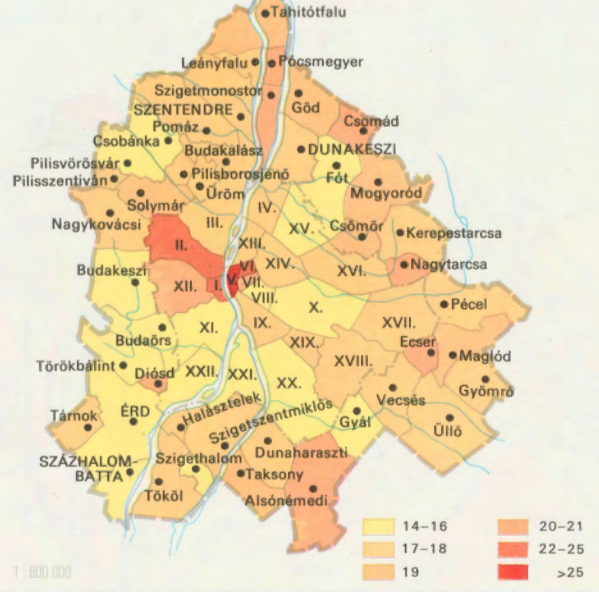 Tahitótfalu
Leányfalu
Pócsmegyer
Szigetmonostor
Göd
SZENTENDRE
Csomád
Pomáz
Csobánka
Budakalász
DUNAKESZI
Pilisvörösvár
Pilisborosjenő
Fót
Pilisszentiván
Üröm
Mogyoród
Solymár
IV.
Nagykovácsi
III.
XV.
Csömör
Kerepestarcsa
II.
XIII.
Budakeszi
VI.
XIV.
XVI.
Nagytarcsa
XII.
I.
V.
VII.
VIII.
X.
Pécel
XI.
IX.
XVII.
Budaörs
XIX.
Ecser
Maglód
Törökbálint
XVIII.
Diósd
XXII.
XXI.
XX.
Gyömrő
Vecsés
Tárnok
ÉRD
Halásztelek
Szigetszentmiklós
Gyál
Üllő
SZÁZHALOM-
BATTA
Szigethalom
Dunaharaszti
Tököl
Taksony
Alsónémedi
14–16
17–18
19
20–21
22–25
>25
1 : 800 000